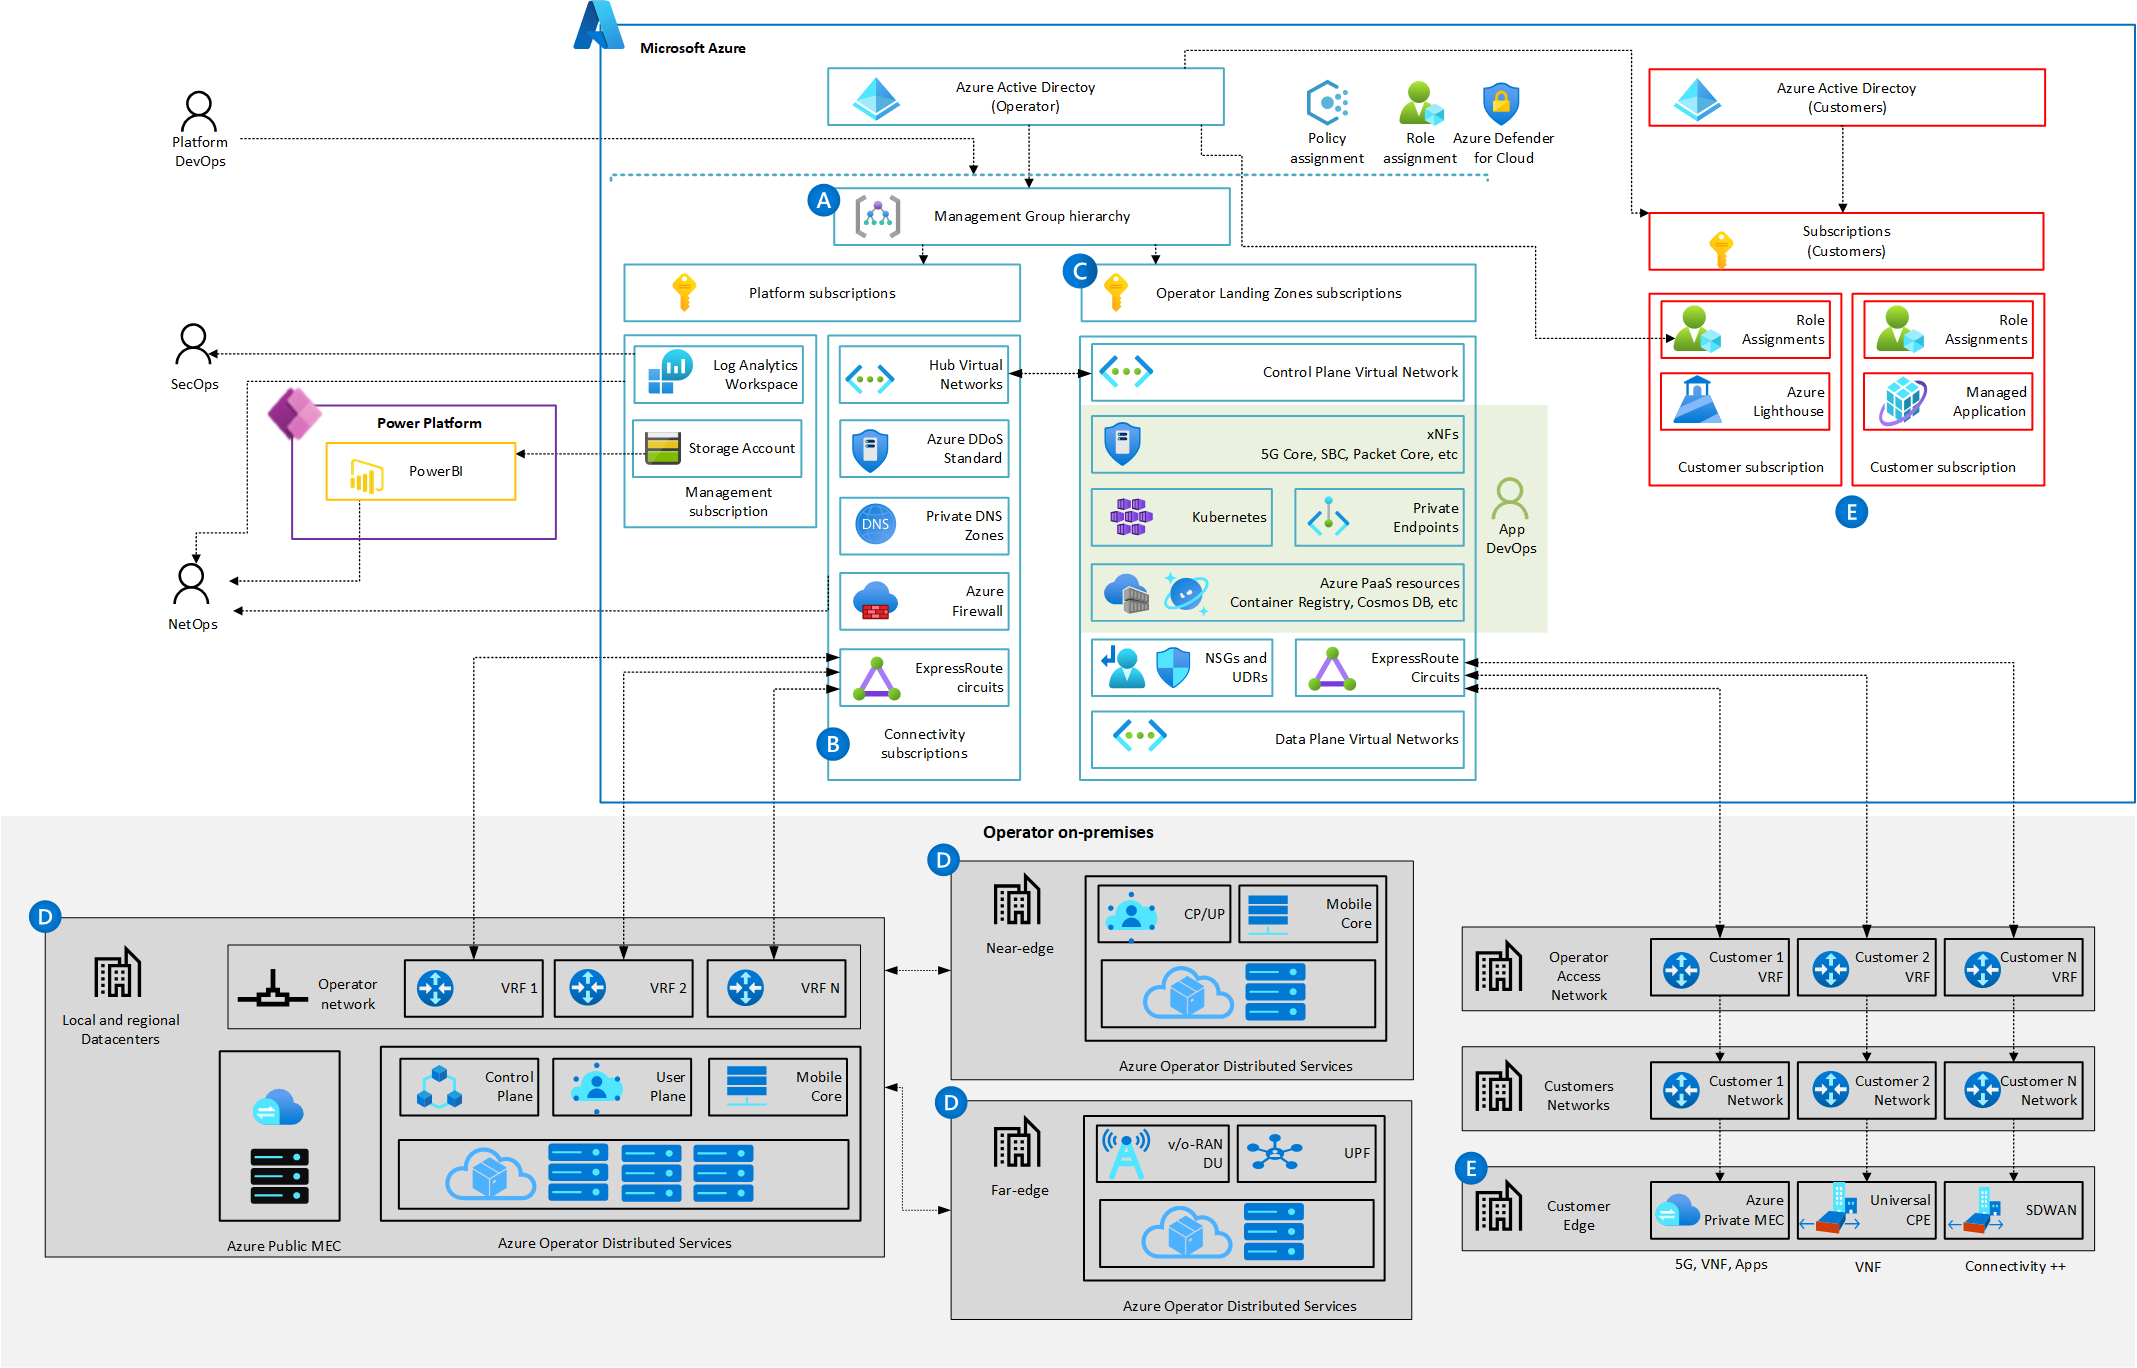 Microsoft Azure
Azure Active Directoy
(Operator)
Policy
assignment
Role
assignment
Azure Defender
for Cloud
Azure Active Directoy
(Customers)
Platform
DevOps
A
Management Group hierarchy
Subscriptions
(Customers)
Platform subscriptions
C
Operator Landing Zones subscriptions
SecOps
Log Analytics
Workspace
Storage Account
Management
subscription
Hub Virtual
Networks
Azure DDoS
Standard
Private DNS
Zones
DNS
Azure
Firewall
ExpressRoute
circuits
B
Connectivity
subscriptions
Control Plane Virtual Network
xNFs
5G Core, SBC, Packet Core, etc
Kubernetes
Private
Endpoints
App
DevOps
Azure PaaS resources
Container Registry, Cosmos DB, etc
NSGs and
UDRs
ExpressRoute
Circuits
Data Plane Virtual Networks
Role
Assignments
Azure
Lighthouse
Customer subscription
Role
Assignments
Managed
Application
Customer subscription
E
Power Platform
PowerBI
NetOps
Operator on-premises
D
Local and regional
Datacenters
Operator
network
VRF 1
VRF 2
VRF N
Azure Public MEC
Control
Plane
User
Plane
Mobile
Core
Azure Operator Distributed Services
D
Near-edge
CP/UP
Mobile
Core
Azure Operator Distributed Services
D
Far-edge
v/o-RAN
DU
UPF
Azure Operator Distributed Services
Operator
Access
Network
Customer 1
VRF
Customer 2
VRF
Customer N
VRF
Customers
Networks
Customer 1
Network
Customer 2
Network
Customer N
Network
E
Customer
Edge
Azure
Private MEC
Universal
CPE
SDWAN
5G, VNF, Apps
VNF
Connectivity ++